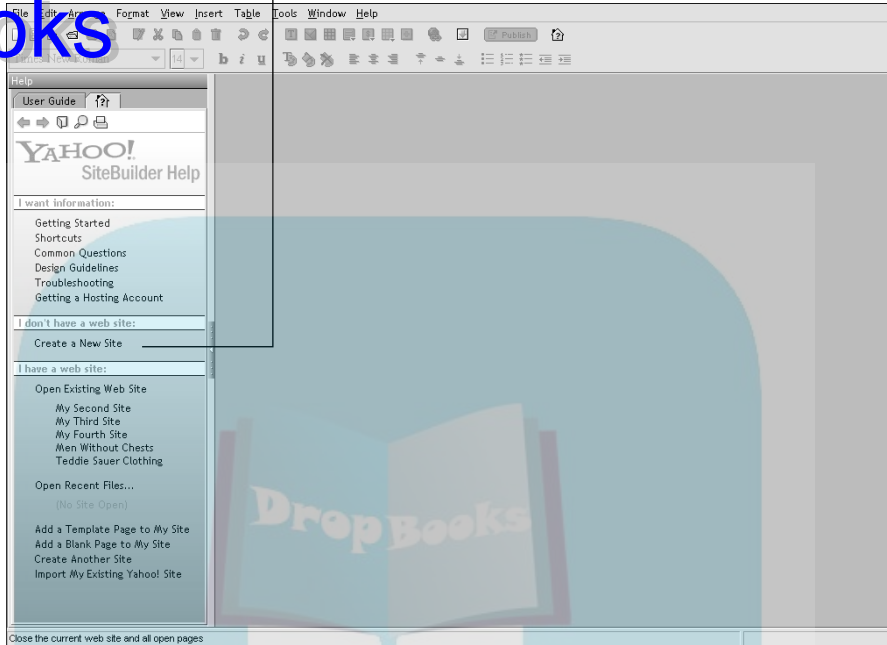 File Edit Arrange Format View Insert Table Tools Window Help
oks
Publish
Times New Roman 14 b i u
Help
User Guide
YAHOO!
SiteBuilder Help
I want information:
Getting Started
Shortcuts
Common Questions
Design Guidelines
Troubleshooting
Getting a Hosting Account
I don't have a web site:
Create a New Site
I have a web site:
Open Existing Web Site
My Second Site
My Third Site
My Fourth Site
Men Without Chests
Teddie Sauer Clothing
Open Recent Files...
(No Site Open)
Add a Template Page to My Site
Add a Blank Page to My Site
Create Another Site
Import My Existing Yahoo! Site
DropBooks
Close the current web site and all open pages